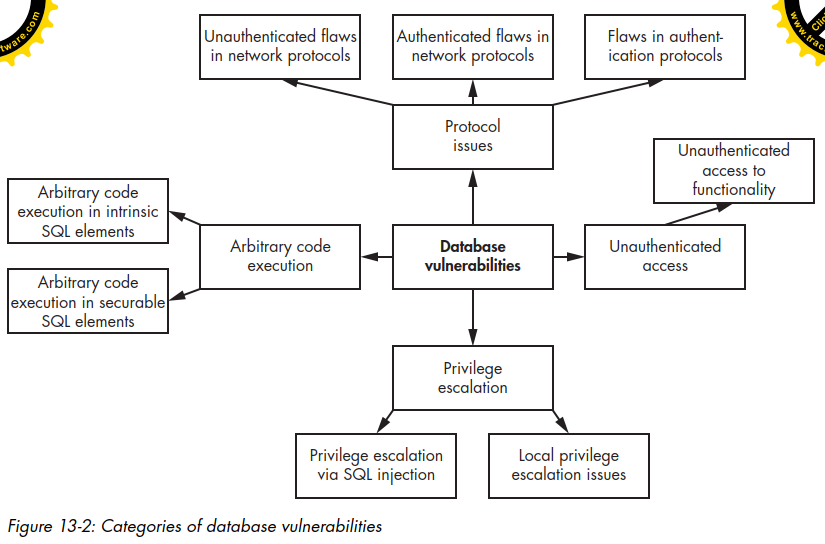 tware.com
Clic
www.trac
Unauthenticated flaws
in network protocols
Authenticated flaws in
network protocols
Flaws in authent-
ication protocols
Protocol
issues
Unauthenticated
access to
functionality
Arbitrary code
execution in intrinsic
SQL elements
Arbitrary code
execution
Database
vulnerabilities
Unauthenticated
access
Arbitrary code
execution in securable
SQL elements
Privilege
escalation
Privilege escalation
via SQL injection
Local privilege
escalation issues
Figure 13-2: Categories of database vulnerabilities